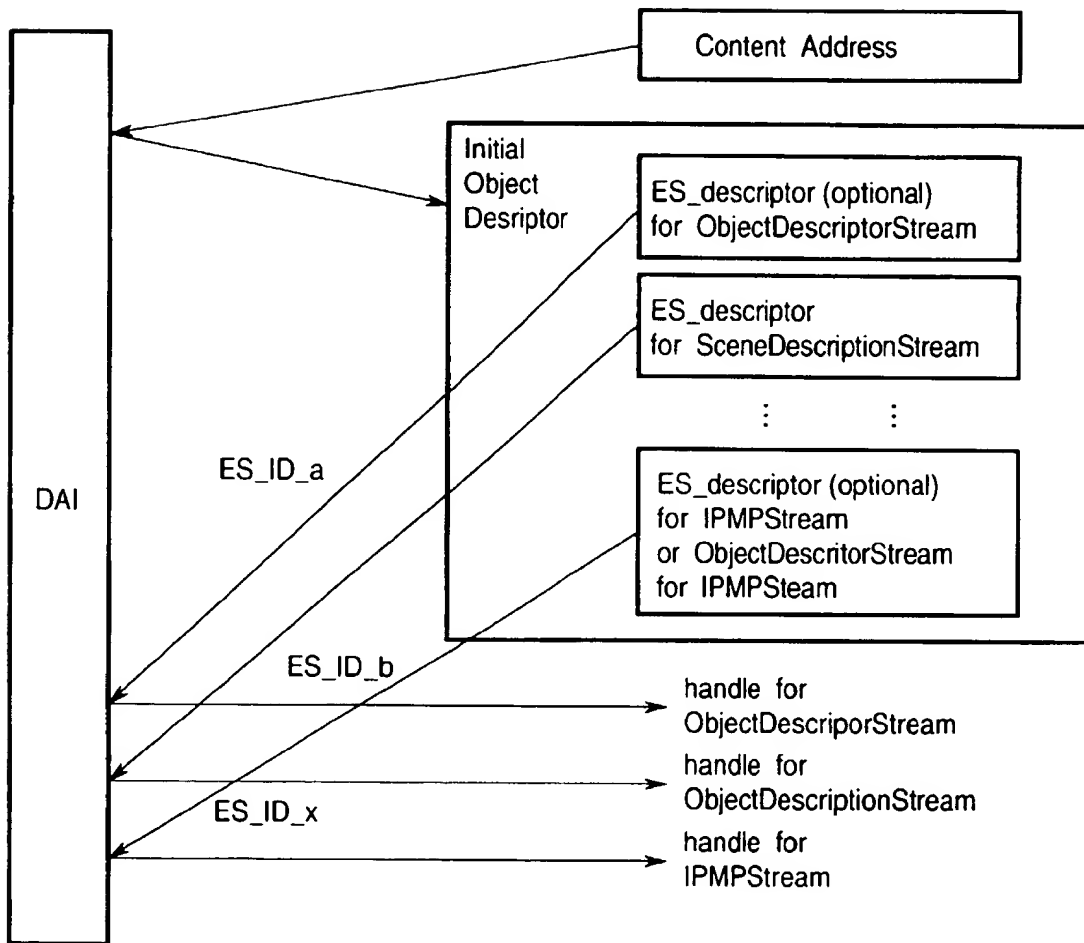 Content Address
Initial
Object
Desriptor
ES_descriptor (optional)
for ObjectDescriptorStream
ES_descriptor
for SceneDescriptionStream
DAI
ES_ID_a
ES_descriptor (optional)
for IPMPStream
or ObjectDescritorStream
for IPMPSteam
ES_ID_b
handle for
ObjectDescriporStream
handle for
ObjectDescriptionStream
ES_ID_x
handle for
IPMPStream